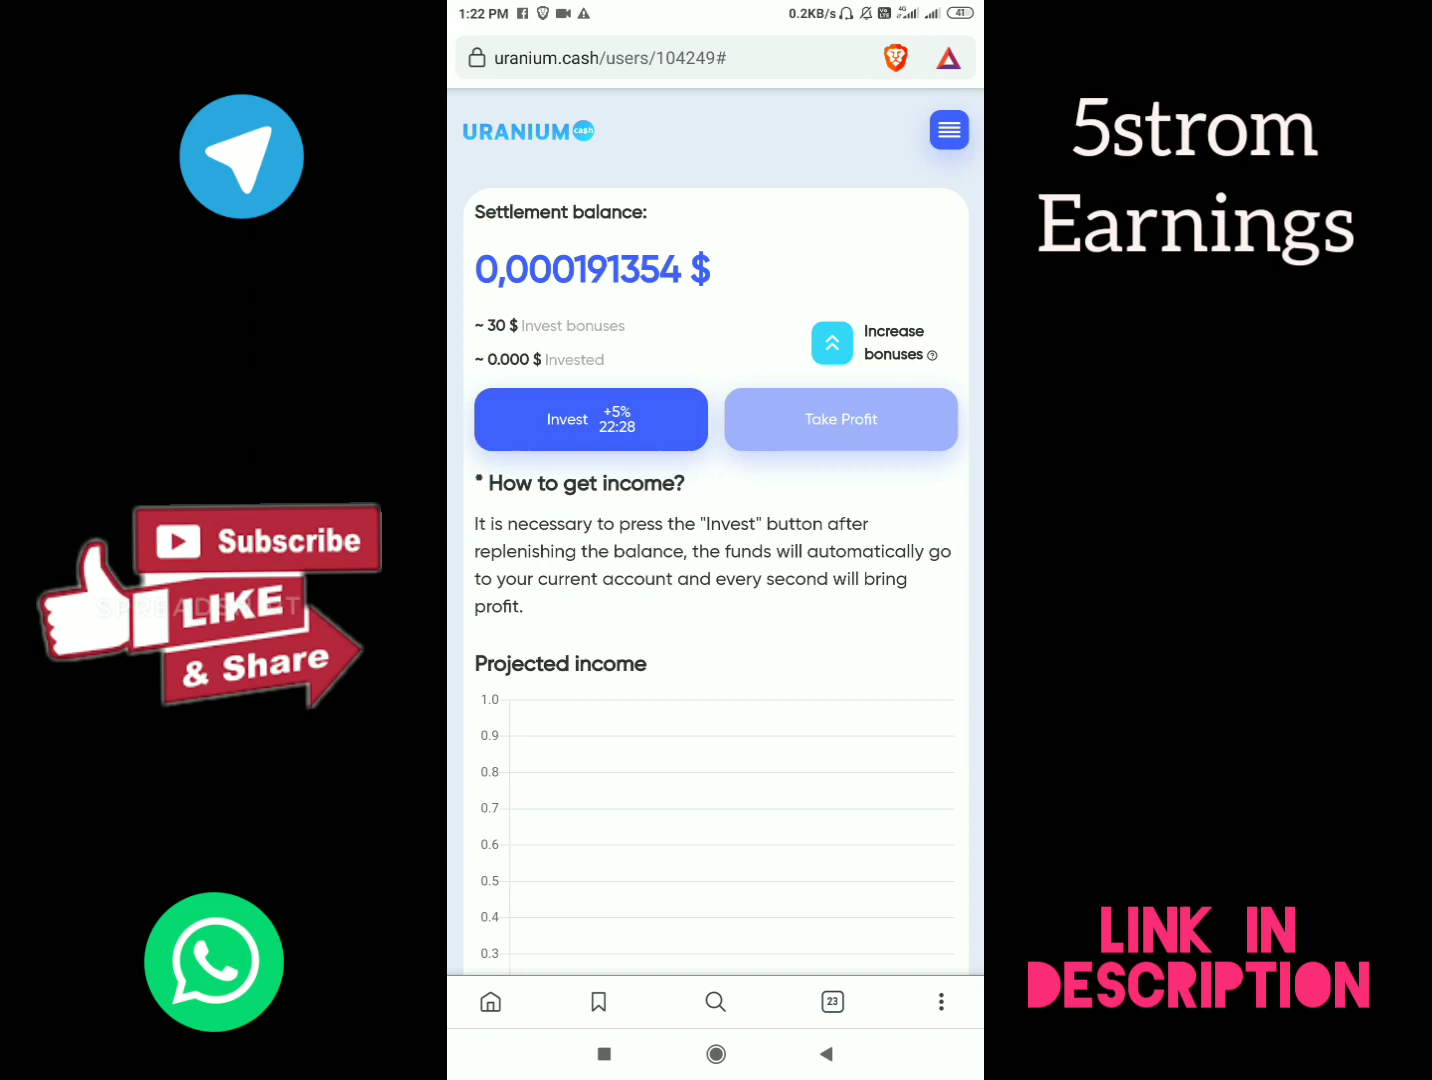 1:22 PM
0.2KB/s
4G
41
uranium.cash/users/104249#
URANIUM cash
Settlement balance:
0,000191354 $
~ 30 $ Invest bonuses
~ 0.000 $ Invested
Increase
bonuses
Invest +5%
22:28
Take Profit
* How to get income?
It is necessary to press the "Invest" button after
replenishing the balance, the funds will automatically go
to your current account and every second will bring
profit.
Projected income
1.0
0.9
0.8
0.7
0.6
0.5
0.4
0.3
23
Subscribe
LIKE
& Share
5strom
Earnings
LINK IN
DESCRIPTION